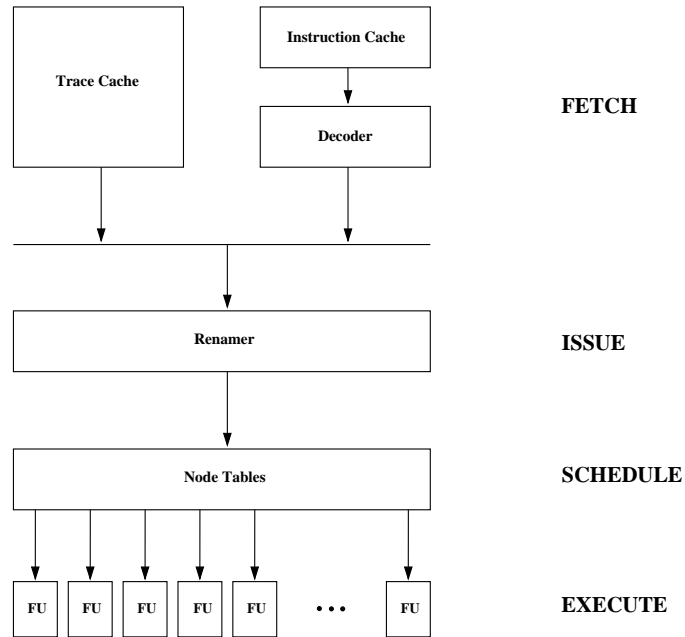 Trace Cache
Instruction Cache
Decoder
FETCH
Renamer
ISSUE
Node Tables
SCHEDULE
FU FU FU FU FU ... FU
EXECUTE